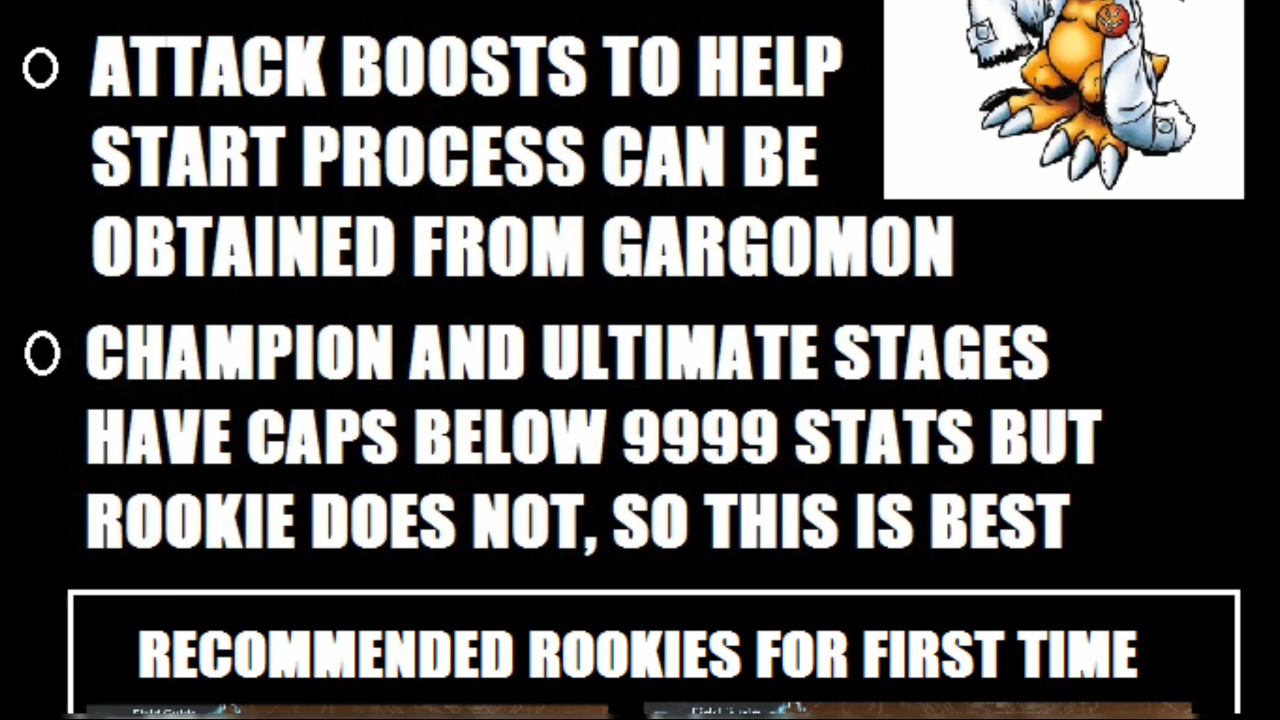 ATTACK BOOSTS TO HELP
START PROCESS CAN BE
OBTAINED FROM GARGOMON
CHAMPION AND ULTIMATE STAGES
HAVE CAPS BELOW 9999 STATS BUT
ROOKIE DOES NOT, SO THIS IS BEST
RECOMMENDED ROOKIES FOR FIRST TIME